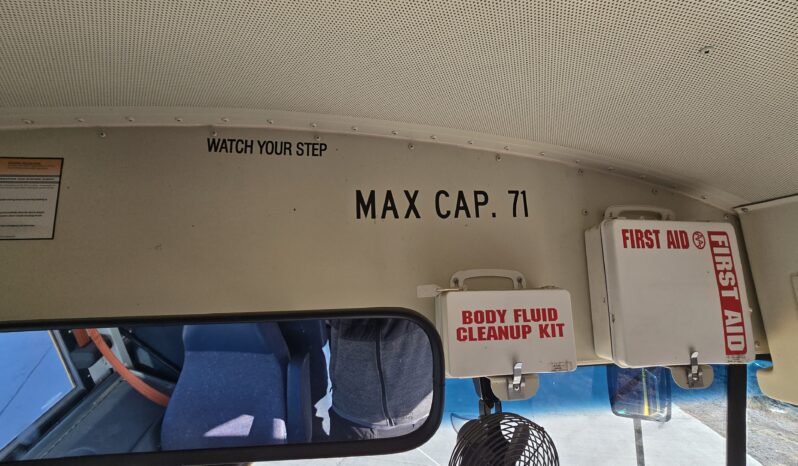 WATCH YOUR STEP
MAX CAP. 71
FIRST AID
FIRST AID
BODY FLUID
CLEANUP KIT